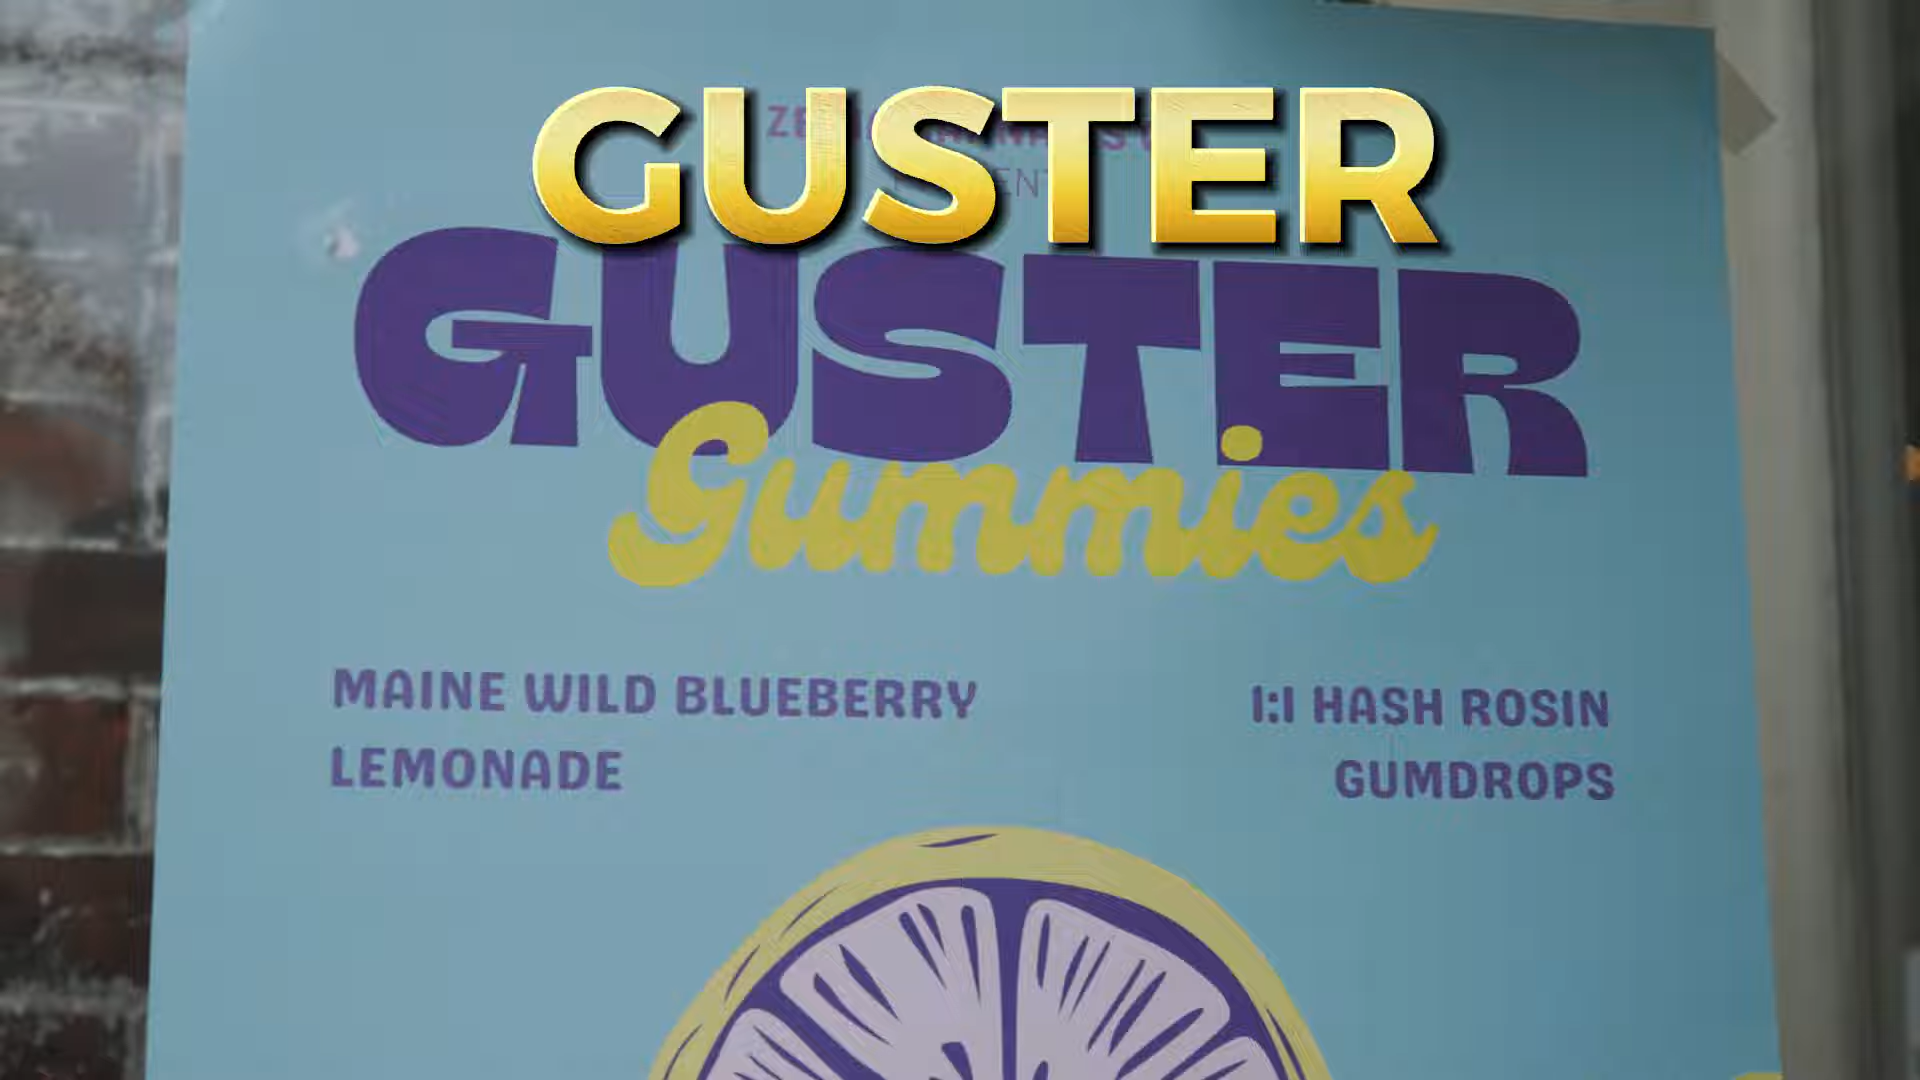 GUSTER
GUSTER
Gummies
MAINE WILD BLUEBERRY
LEMONADE
1:1 HASH ROSIN
GUMDROPS